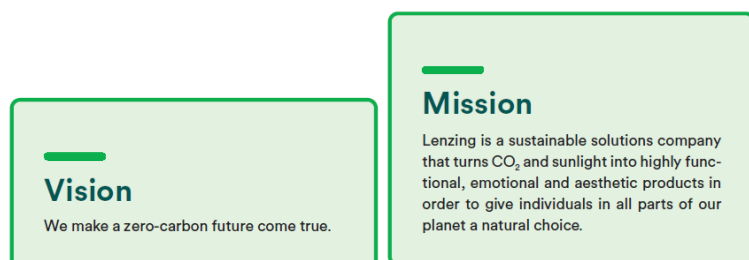 Vision
We make a zero-carbon future come true.
Mission
Lenzing is a sustainable solutions company
that turns CO₂ and sunlight into highly func-
tional, emotional and aesthetic products in
order to give individuals in all parts of our
planet a natural choice.